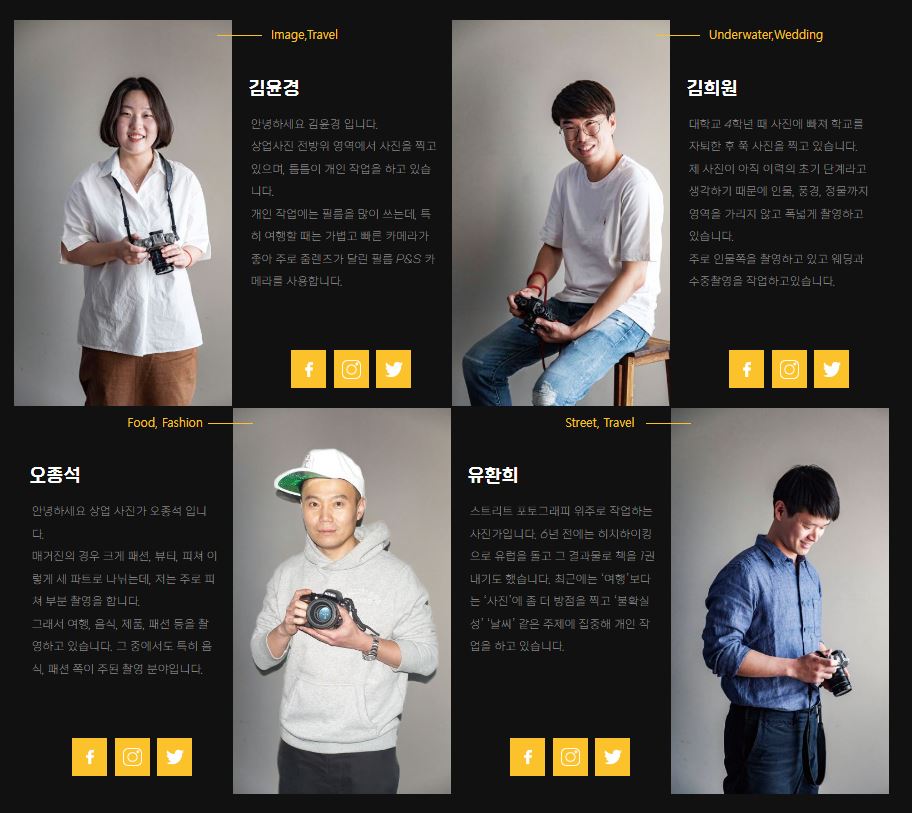 Image,Travel
김윤경
안녕하세요 김윤경 입니다.
상업사진 전방위 영역에서 사진을 찍고
있으며, 틈틈이 개인 작업을 하고 있습
니다.
개인 작업에는 필름을 많이 쓰는데, 특
히 여행할 때는 가볍고 빠른 카메라가
좋아 주로 줌렌즈가 달린 필름 P&S 카
메라를 사용합니다.
Underwater,Wedding
김희원
대학교 4학년 때 사진에 빠져 학교를
자퇴한 후 쭉 사진을 찍고 있습니다.
제 사진이 아직 이력의 초기 단계라고
생각하기 때문에 인물, 풍경, 정물까지
영역을 가리지 않고 폭넓게 촬영하고
있습니다.
주로 인물쪽을 촬영하고 있고 웨딩과
수중촬영을 작업하고있습니다.
Food, Fashion
오종석
안녕하세요 상업 사진가 오종석 입니
다.
매거진의 경우 크게 패션, 뷰티, 피쳐 이
렇게 세 파트로 나뉘는데, 저는 주로 피
쳐 부분 촬영을 합니다.
그래서 여행, 음식, 제품, 패션 등을 촬
영하고 있습니다. 그 중에서도 특히 음
식, 패션 쪽이 주된 촬영 분야입니다.
Street, Travel
유환희
스트리트 포토그래피 위주로 작업하는
사진가입니다. 6년 전에는 히치하이킹
으로 유럽을 돌고 그 결과물로 책을 1권
내기도 했습니다. 최근에는 ‘여행’보다
는 ‘사진’에 좀 더 방점을 찍고 ‘불확실
성’ ‘날씨’ 같은 주제에 집중해 개인 작
업을 하고 있습니다.